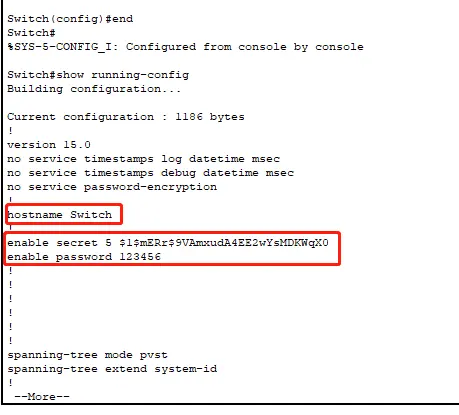 Switch(config)#end
Switch#
%SYS-5-CONFIG_I: Configured from console by console
Switch#show running-config
Building configuration...
Current configuration : 1186 bytes
!
version 15.0
no service timestamps log datetime msec
no service timestamps debug datetime msec
no service password-encryption
!
hostname Switch
!
enable secret 5 $1$mERr$9VAmxudA4EE2wYsMDKWqX0
enable password 123456
!
!
!
!
!
!
spanning-tree mode pvst
spanning-tree extend system-id
!
--More--